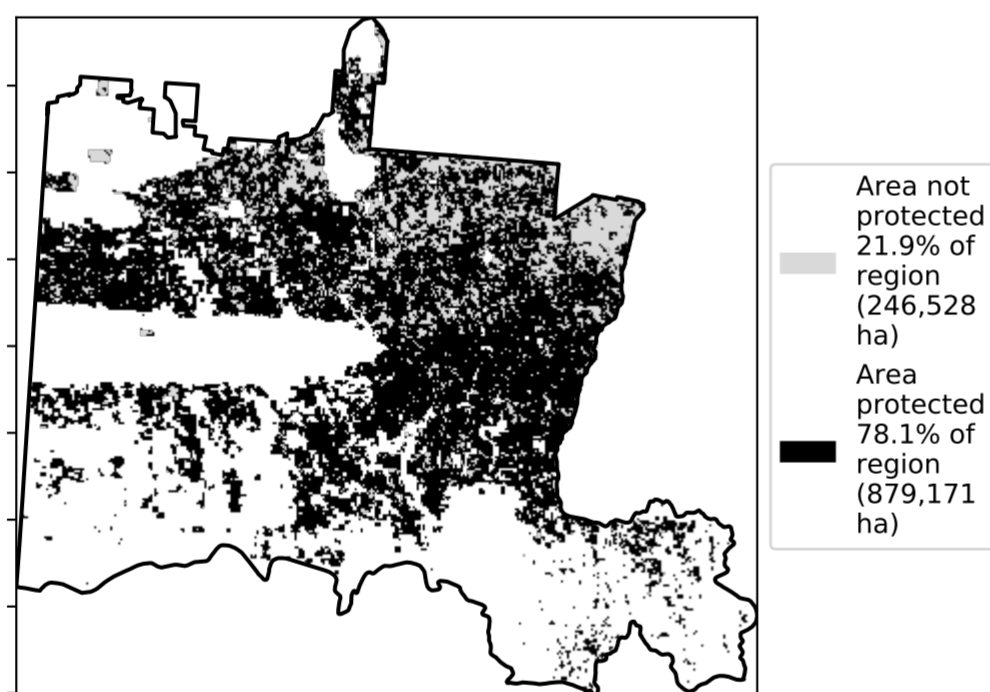 Area not
protected
21.9% of
region
(246,528
ha)
Area
protected
78.1% of
region
(879,171
ha)